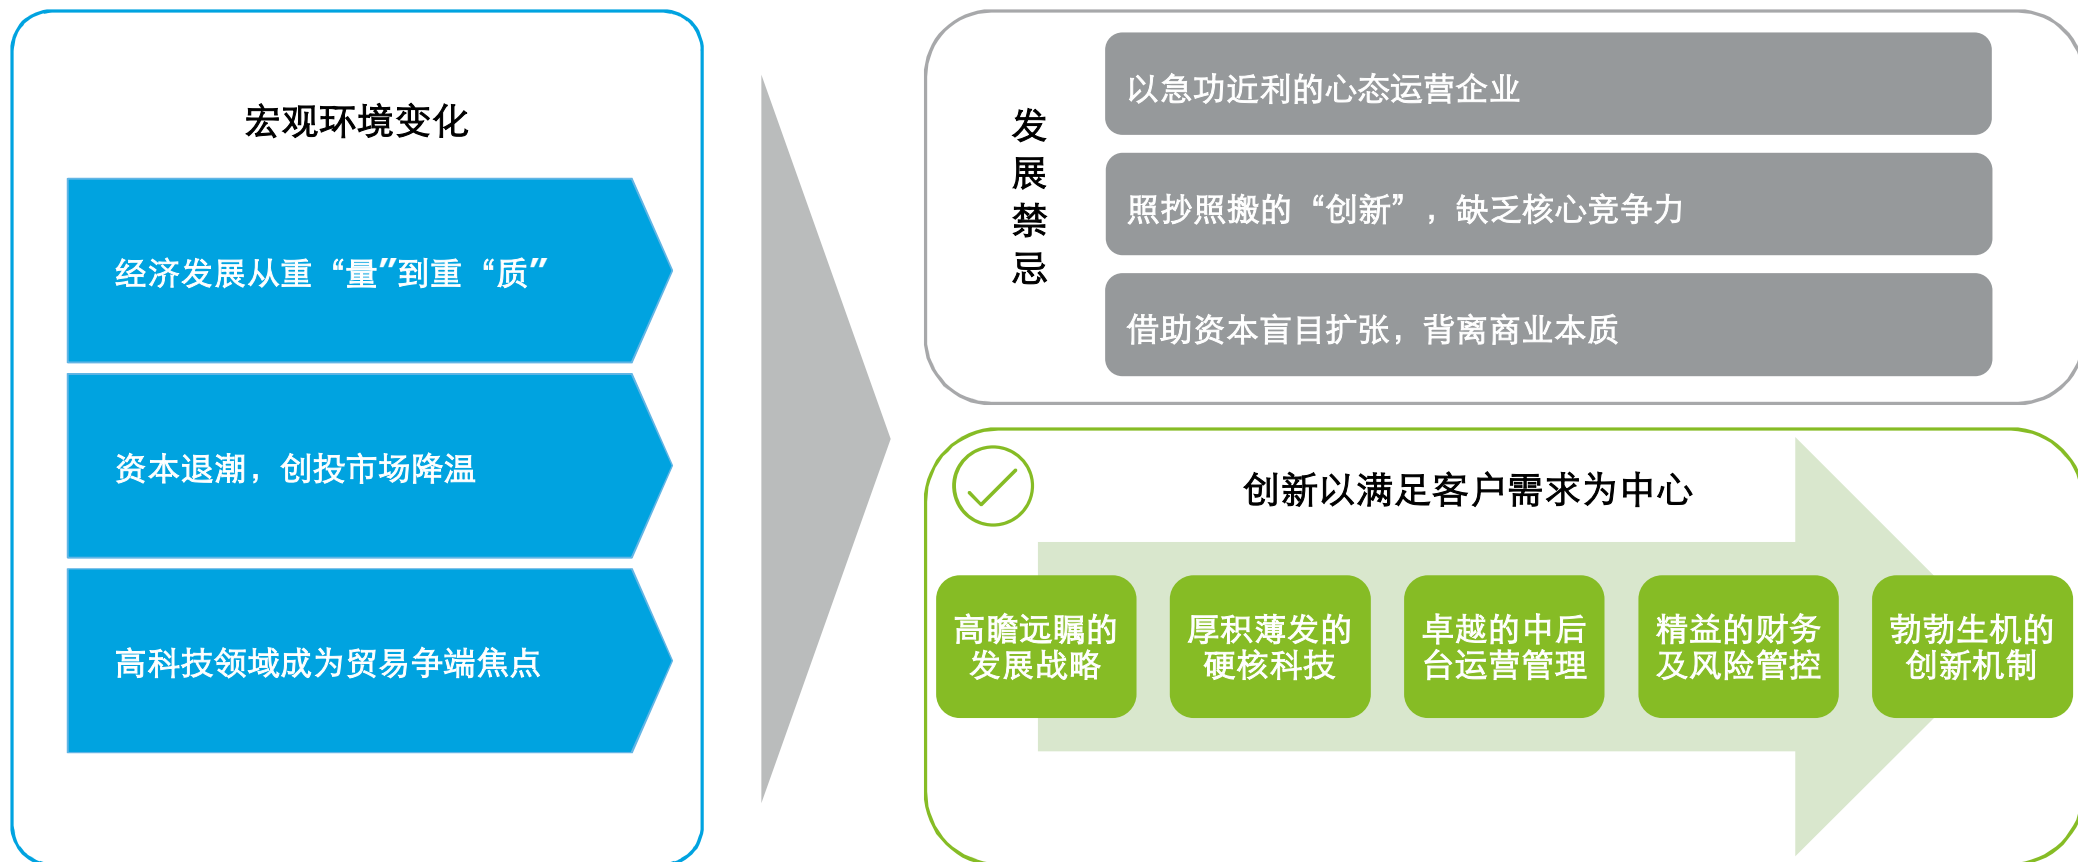 宏观环境变化
经济发展从重“量”到重“质”
资本退潮，创投市场降温
高科技领域成为贸易争端焦点
发展禁忌
以急功近利的心态运营企业
照抄照搬的“创新”，缺乏核心竞争力
借助资本盲目扩张，背离商业本质
创新以满足客户需求为中心
高瞻远瞩的
发展战略
厚积薄发的
硬核科技
卓越的中后
台运营管理
精益的财务
及风险管控
勃勃生机的
创新机制